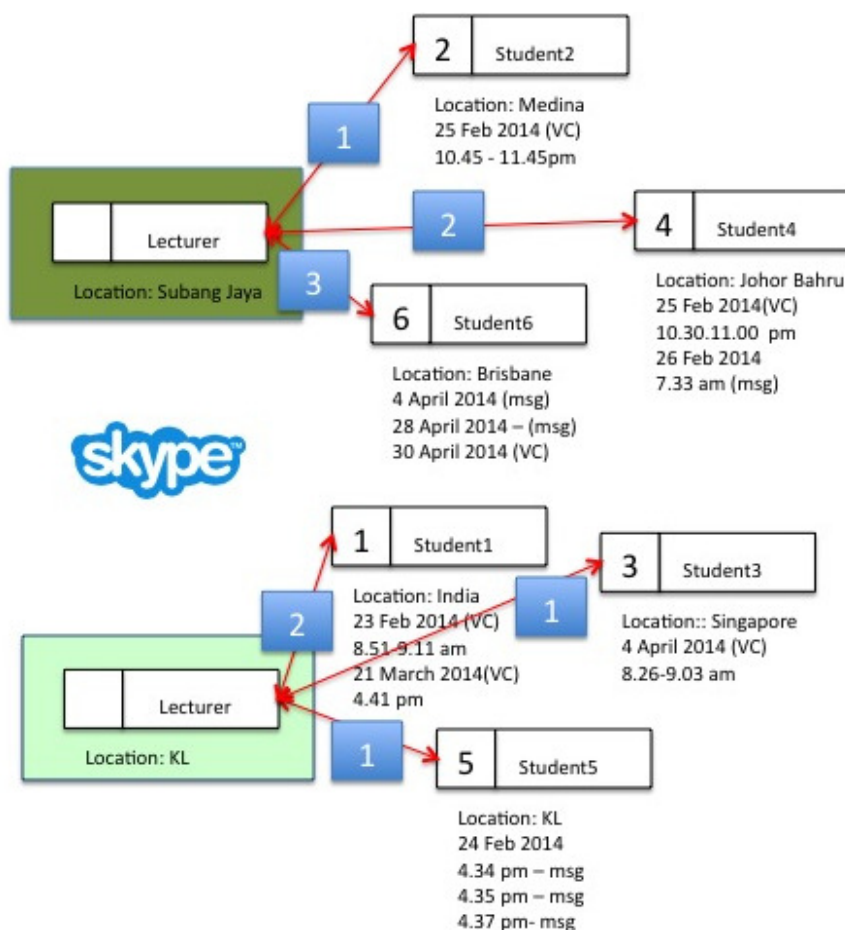 2 Student2
Location: Medina
25 Feb 2014 (VC)
10.45 - 11.45pm
1
Lecturer
Location: Subang Jaya
2
4 Student4
Location: Johor Bahru
25 Feb 2014(VC)
10.30.11.00 pm
26 Feb 2014
7.33 am (msg)
3
6 Student6
Location: Brisbane
4 April 2014 (msg)
28 April 2014 – (msg)
30 April 2014 (VC)
skype™
1 Student1
Location: India
23 Feb 2014 (VC)
8.51-9.11 am
21 March 2014(VC)
4.41 pm
2
1
3 Student3
Location:: Singapore
4 April 2014 (VC)
8.26-9.03 am
Lecturer
Location: KL
1
5 Student5
Location: KL
24 Feb 2014
4.34 pm – msg
4.35 pm – msg
4.37 pm- msg